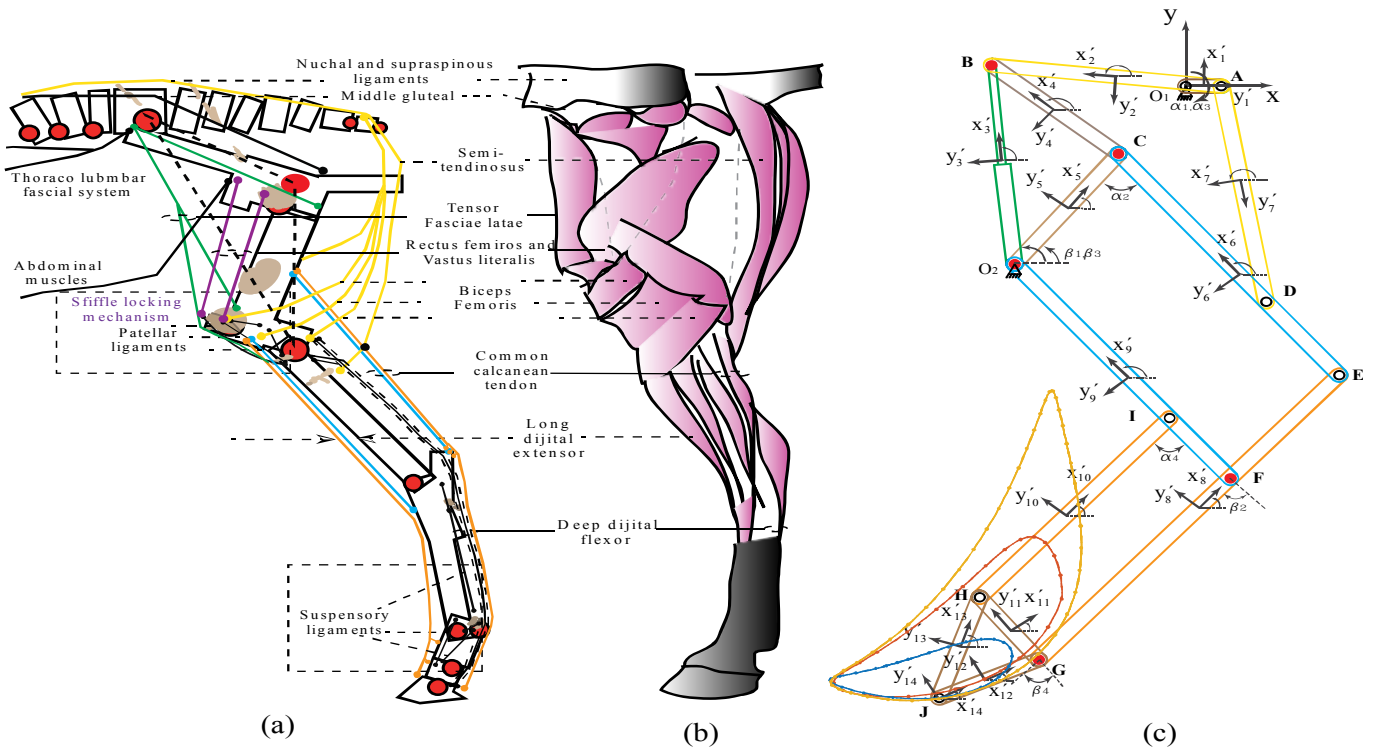 Nuchal and supraspinous
ligaments
Middle gluteal
Thoraco lubmbar
fascial system
Semi-
tendinosus
Tensor
Fasciae latae
Rectus femiros and
Vastus literalis
Abdominal
muscles
Sfiffle locking
mechanism
Biceps
Femoris
Patellar
ligaments
Common
calcanean
tendon
Long
dijital
extensor
Deep dijital
flexor
Suspensory
ligaments
(a)
(b)
y
B
x′2
x′1
A
x′4
O1
y′1
x
y′2
α1,α3
x′3
y′4
C
y′3
x′5
y′5
α2
x′7
y′7
x′6
β1,β3
O2
y′6
D
x′9
E
y′9
I
α4
x′10
x′8
F
y′10
y′8
β2
H
x′13
y′11
x′11
y′13
y′12
G
y′14
x′12
β4
J
x′14
(c)